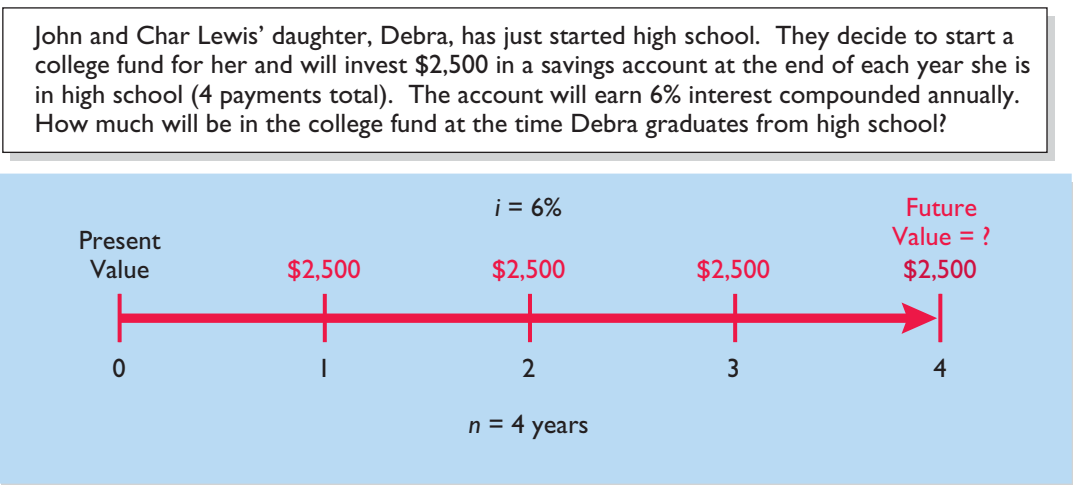 John and Char Lewis’ daughter, Debra, has just started high school. They decide to start a
college fund for her and will invest $2,500 in a savings account at the end of each year she is
in high school (4 payments total). The account will earn 6% interest compounded annually.
How much will be in the college fund at the time Debra graduates from high school?
i = 6%
Present
Value
Future
Value = ?
$2,500 $2,500 $2,500 $2,500
0 1 2 3 4
n = 4 years